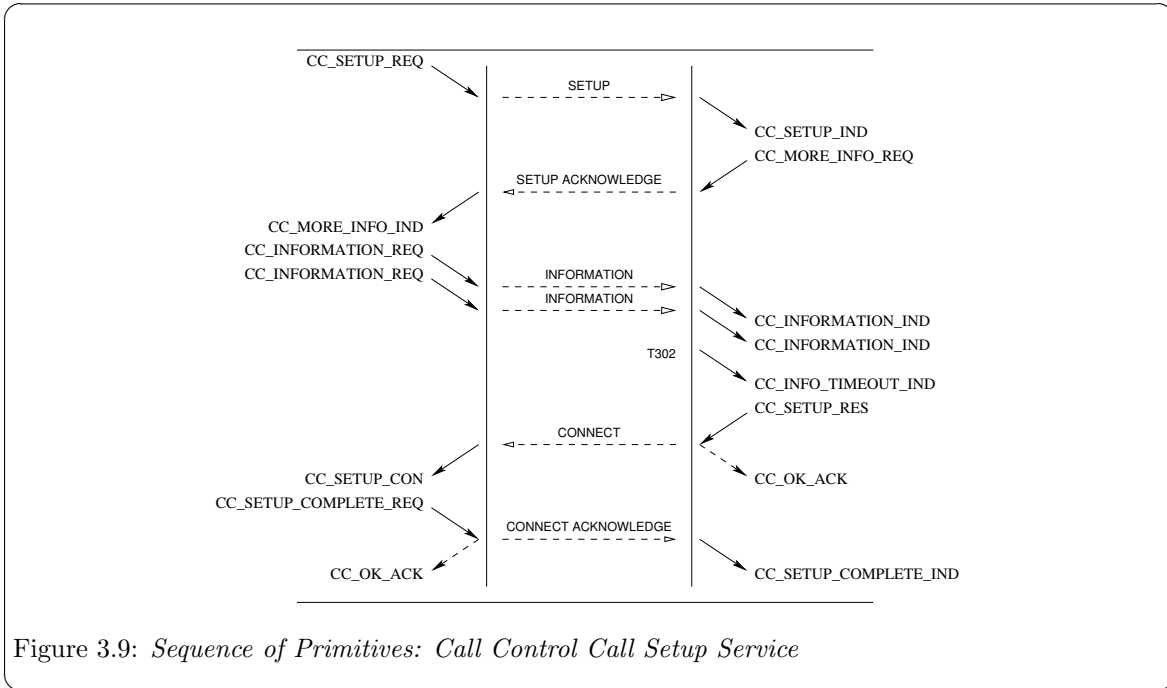 CC_SETUP_REQ
SETUP
CC_SETUP_IND
CC_MORE_INFO_REQ
SETUP ACKNOWLEDGE
CC_MORE_INFO_IND
CC_INFORMATION_REQ
CC_INFORMATION_REQ
INFORMATION
INFORMATION
CC_INFORMATION_IND
CC_INFORMATION_IND
T302
CC_INFO_TIMEOUT_IND
CC_SETUP_RES
CONNECT
CC_SETUP_CON
CC_OK_ACK
CC_SETUP_COMPLETE_REQ
CONNECT ACKNOWLEDGE
CC_OK_ACK
CC_SETUP_COMPLETE_IND
Figure 3.9: Sequence of Primitives: Call Control Call Setup Service